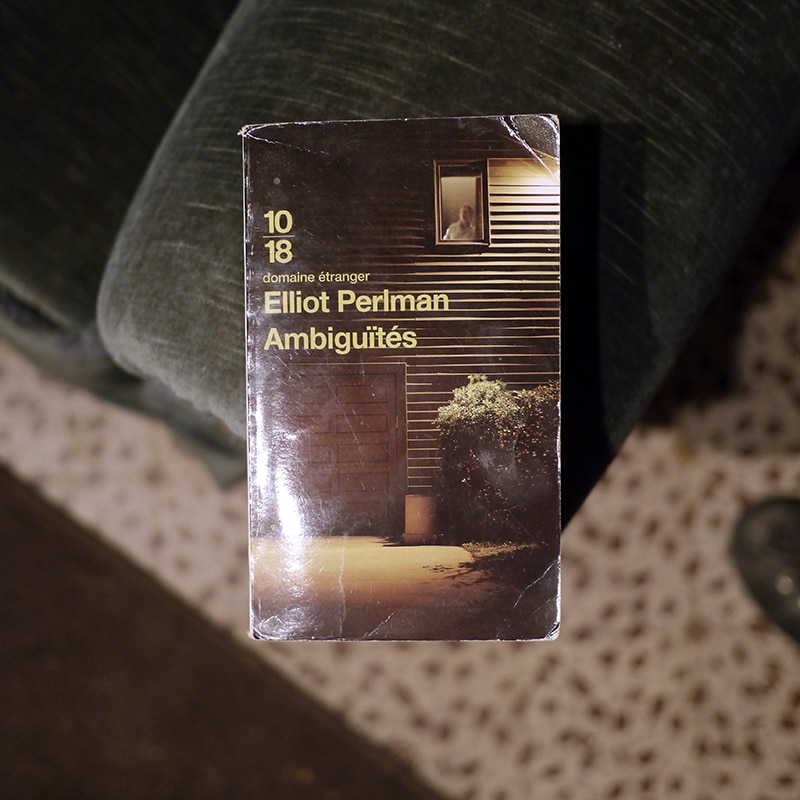 10
18
domaine étranger
Elliot Perlman
Ambiguïtés